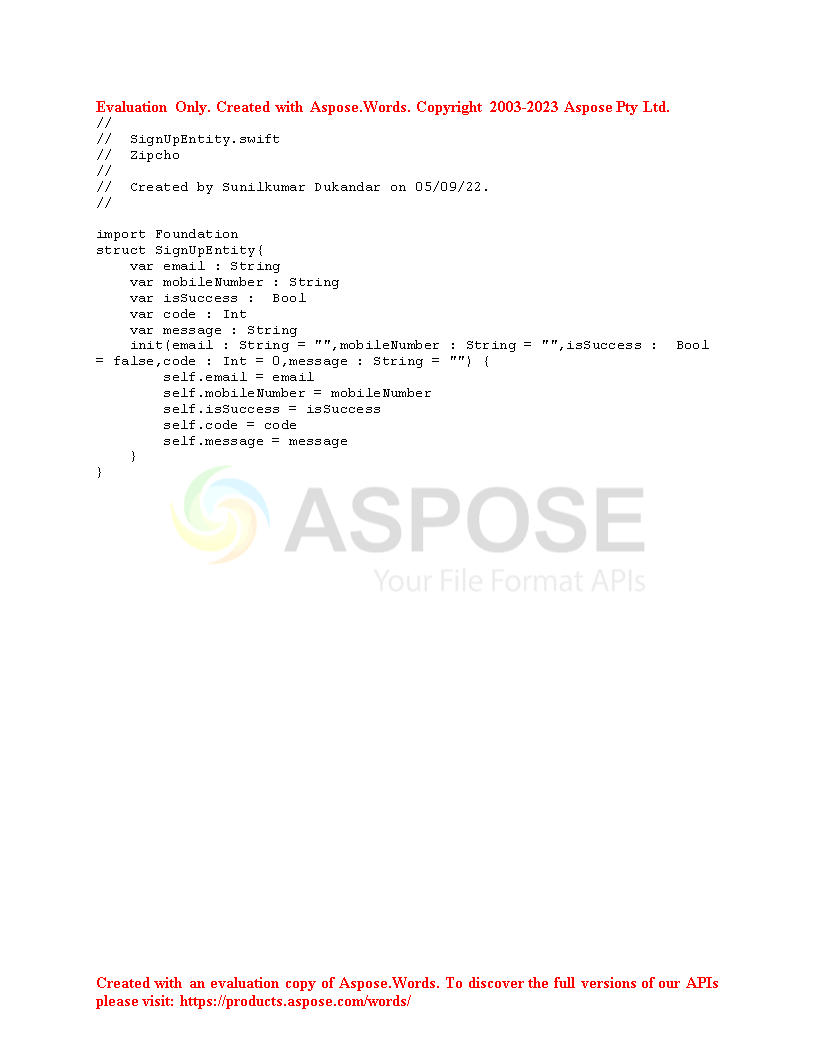 Evaluation Only. Created with Aspose.Words. Copyright 2003-2023 Aspose Pty Ltd.
//
//  SignUpEntity.swift
//  Zipcho
//
//  Created by Sunilkumar Dukandar on 05/09/22.
//

import Foundation
struct SignUpEntity{
    var email : String
    var mobileNumber : String
    var isSuccess :  Bool
    var code : Int
    var message : String
    init(email : String = "",mobileNumber : String = "",isSuccess :  Bool
= false,code : Int = 0,message : String = "") {
        self.email = email
        self.mobileNumber = mobileNumber
        self.isSuccess = isSuccess
        self.code = code
        self.message = message
    }
}
ASPOSE
Your File Format APIs
Created with an evaluation copy of Aspose.Words. To discover the full versions of our APIs
please visit: https://products.aspose.com/words/